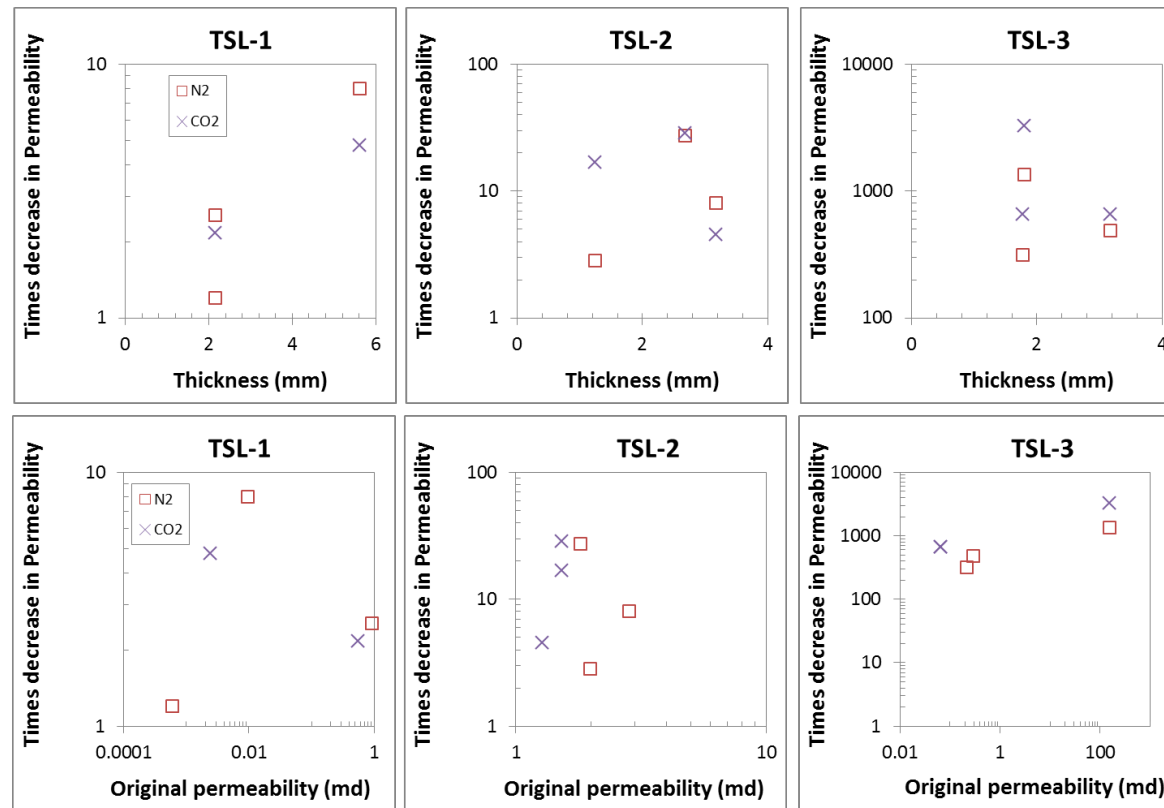 TSL-1
Times decrease in Permeability
10
1
0 2 4 6
Thickness (mm)
N2
CO2
TSL-2
Times decrease in Permeability
100
10
1
0 2 4
Thickness (mm)
TSL-3
Times decrease in Permeability
10000
1000
100
0 2 4
Thickness (mm)
TSL-1
Times decrease in Permeability
10
1
0.0001 0.01 1
Original permeability (md)
N2
CO2
TSL-2
Times decrease in Permeability
100
10
1
1 10
Original permeability (md)
TSL-3
Times decrease in Permeability
10000
1000
100
10
1
0.01 1 100
Original permeability (md)